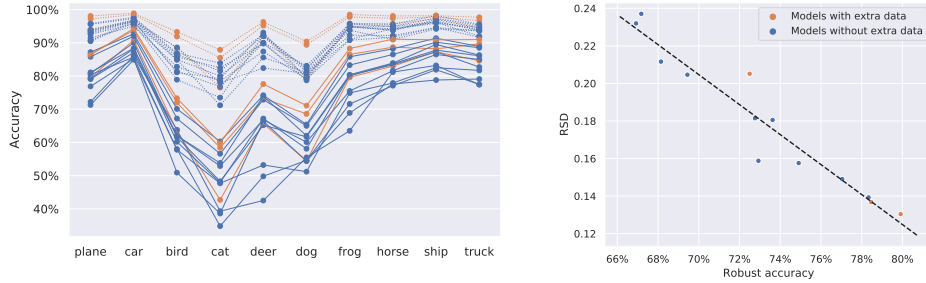 100%
90%
80%
70%
60%
50%
40%
Accuracy
plane car bird cat deer dog frog horse ship truck
0.24
0.22
0.20
0.18
0.16
0.14
0.12
RSD
Models with extra data
Models without extra data
66% 68% 70% 72% 74% 76% 78% 80%
Robust accuracy